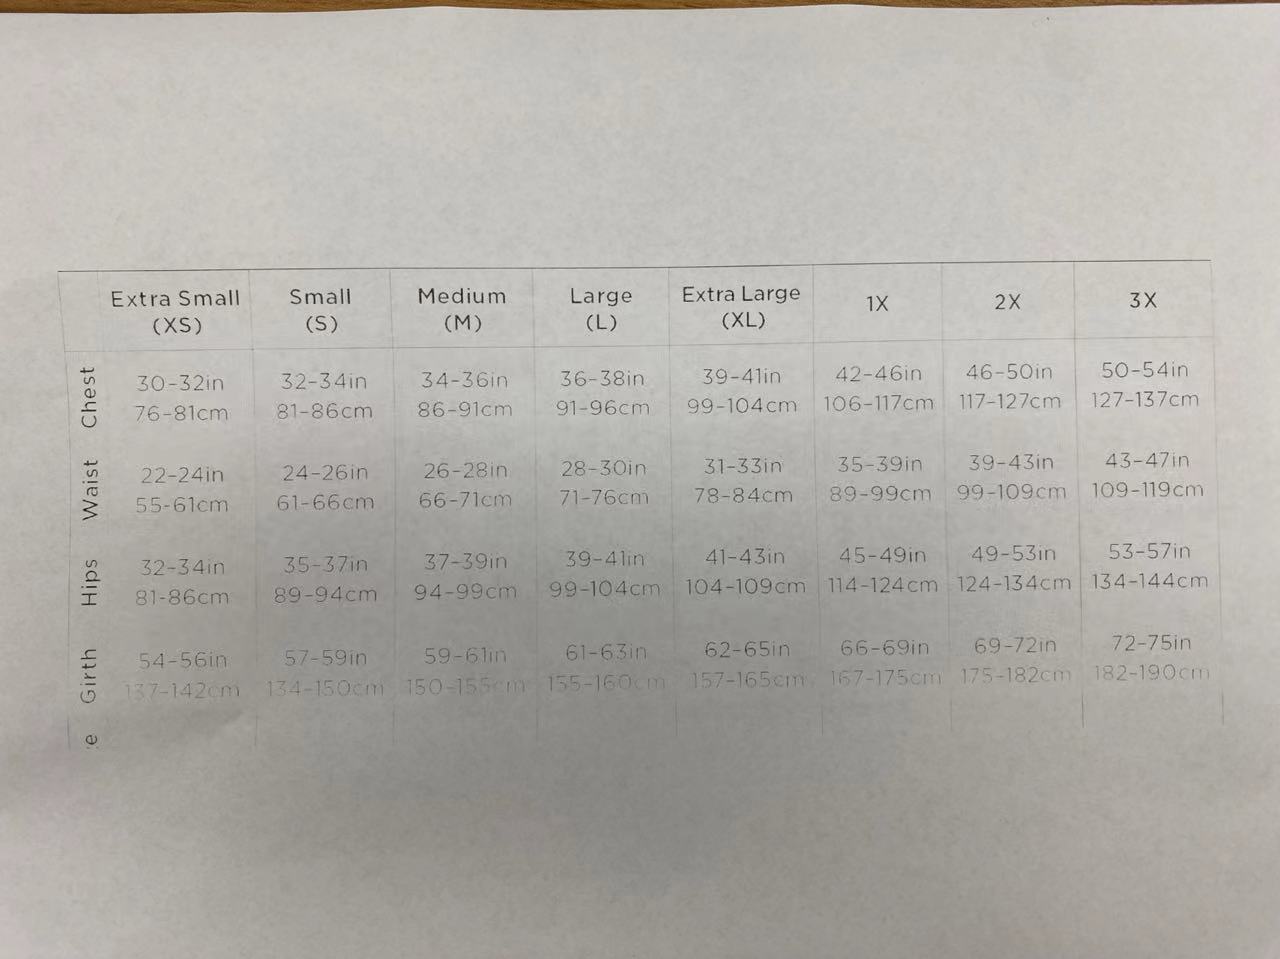 Extra Small (XS) Small (S) Medium (M) Large (L) Extra Large (XL) 1X 2X 3X
Chest
30-32in 32-34in 34-36in 36-38in 39-41in 42-46in 46-50in 50-54in
76-81cm 81-86cm 86-91cm 91-96cm 99-104cm 106-117cm 117-127cm 127-137cm
Waist
22-24in 24-26in 26-28in 28-30in 31-33in 35-39in 39-43in 43-47in
55-61cm 61-66cm 66-71cm 71-76cm 78-84cm 89-99cm 99-109cm 109-119cm
Hips
32-34in 35-37in 37-39in 39-41in 41-43in 45-49in 49-53in 53-57in
81-86cm 89-94cm 94-99cm 99-104cm 104-109cm 114-124cm 124-134cm 134-144cm
Girth
54-56in 57-59in 59-61in 61-63in 62-65in 66-69in 69-72in 72-75in
137-142cm 134-150cm 150-155cm 155-160cm 157-165cm 167-175cm 175-182cm 182-190cm